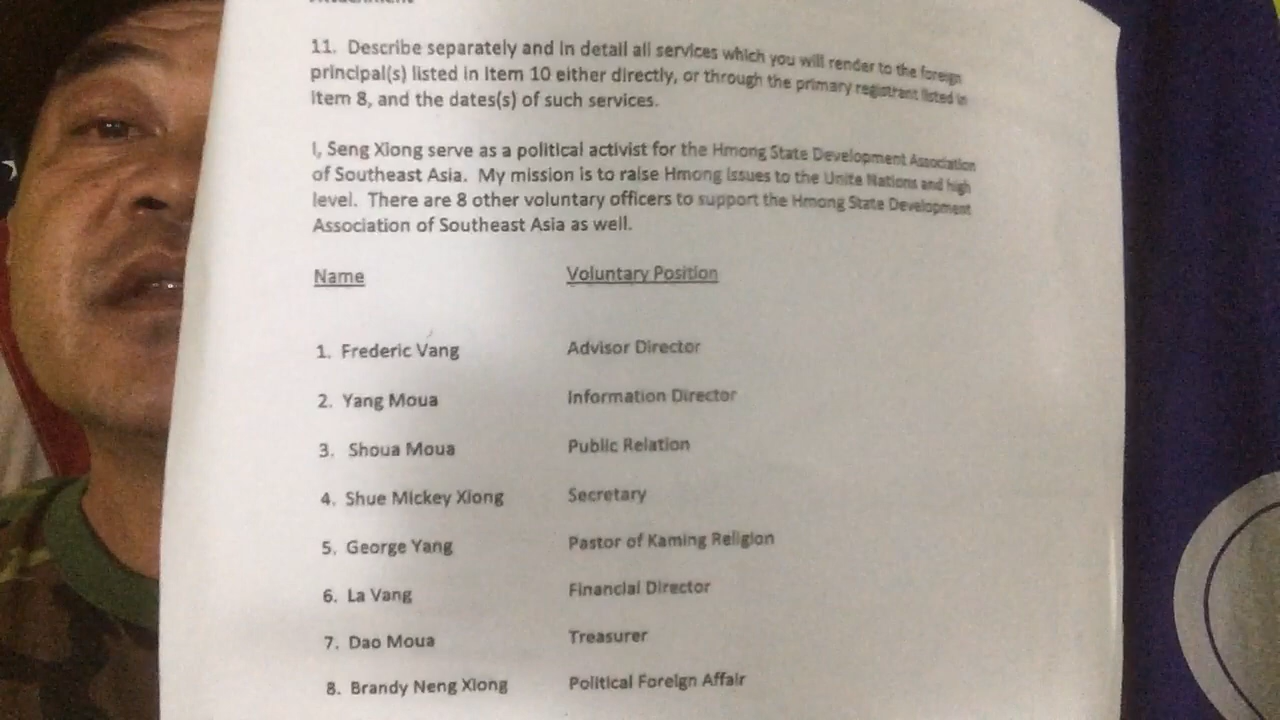 11. Describe separately and in detail all services which you will render to the foreign
principal(s) listed in Item 10 either directly, or through the primary registrant listed in
Item 8, and the dates(s) of such services.
I, Seng Xiong serve as a political activist for the Hmong State Development Association
of Southeast Asia. My mission is to raise Hmong issues to the Unite Nations and high
level. There are 8 other voluntary officers to support the Hmong State Development
Association of Southeast Asia as well.
Name Voluntary Position
1. Frederic Vang Advisor Director
2. Yang Moua Information Director
3. Shoua Moua Public Relation
4. Shue Mickey Xiong Secretary
5. George Yang Pastor of Kaming Religion
6. La Vang Financial Director
7. Dao Moua Treasurer
8. Brandy Neng Xiong Political Foreign Affair